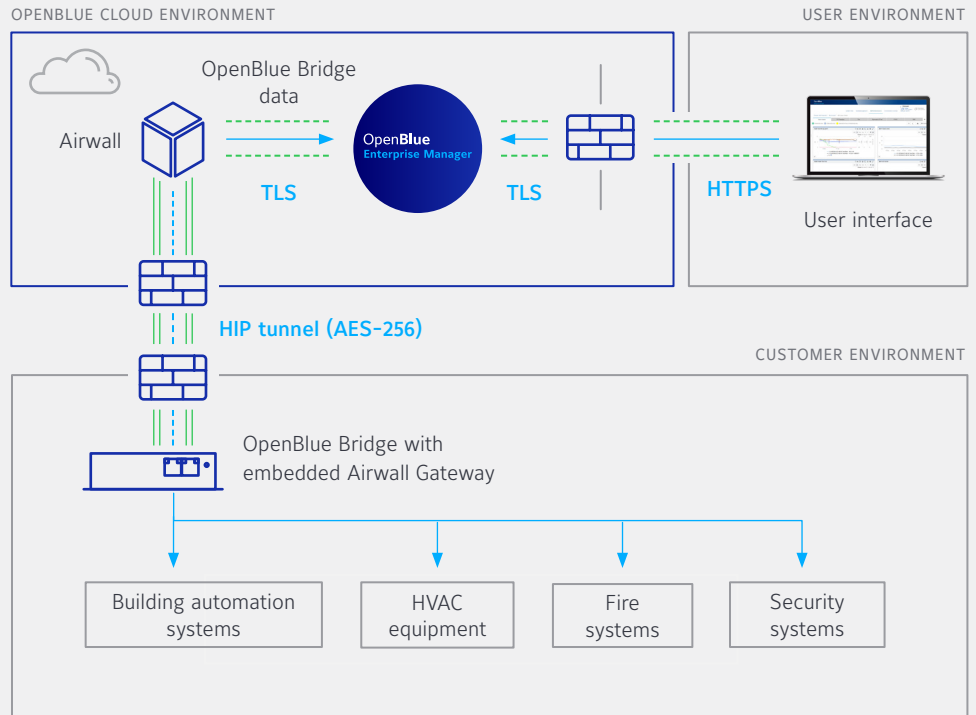 OPENBLUE CLOUD ENVIRONMENT
USER ENVIRONMENT
OpenBlue Bridge
data
Airwall
OpenBlue
Enterprise Manager
TLS
TLS
HTTPS
User interface
HIP tunnel (AES-256)
CUSTOMER ENVIRONMENT
OpenBlue Bridge with
embedded Airwall Gateway
Building automation
systems
HVAC
equipment
Fire
systems
Security
systems